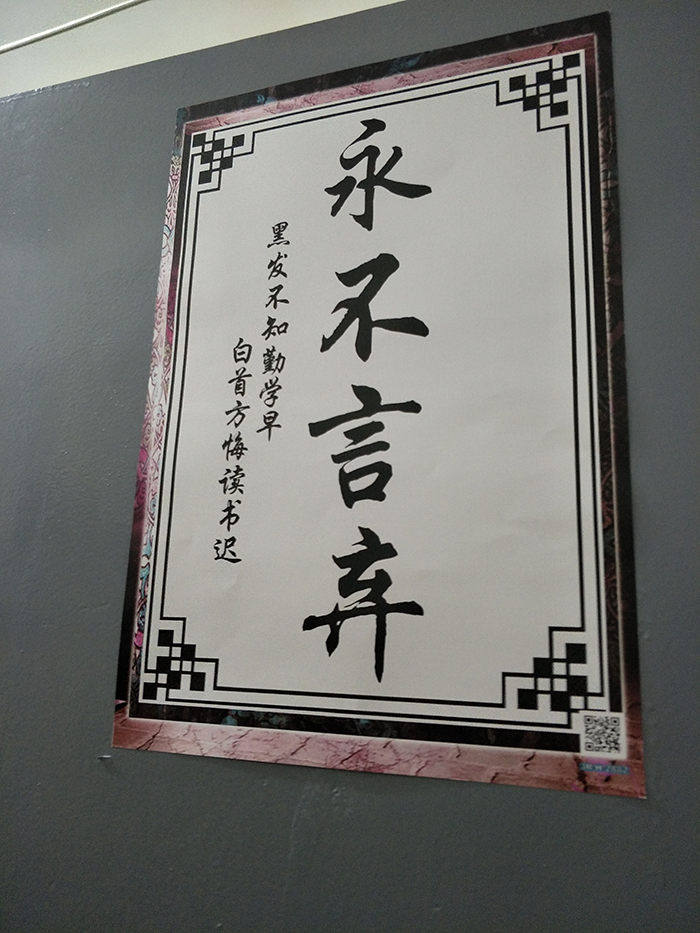 永不言弃
黑发不知勤学早
白首方悔读书迟